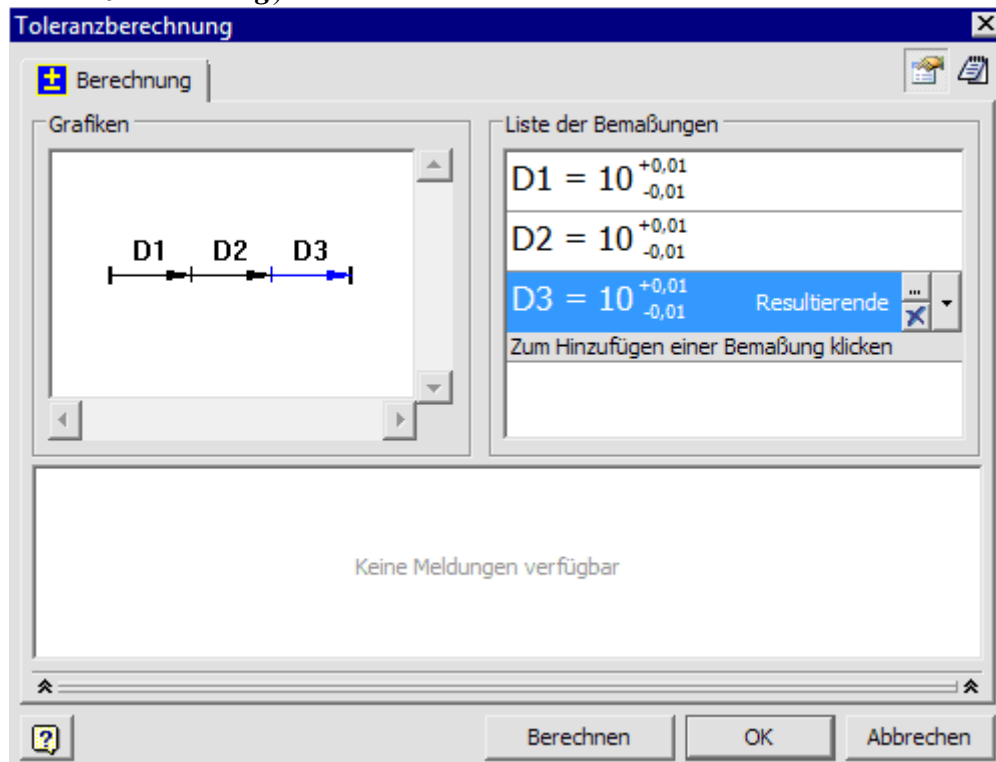 Toleranzberechnung
Berechnung
Grafiken
D1 D2 D3
Liste der Bemaßungen
D1 = 10 +0,01 -0,01
D2 = 10 +0,01 -0,01
D3 = 10 +0,01 -0,01 Resultierende ...
Zum Hinzufügen einer Bemaßung klicken
Keine Meldungen verfügbar
Berechnen OK Abbrechen